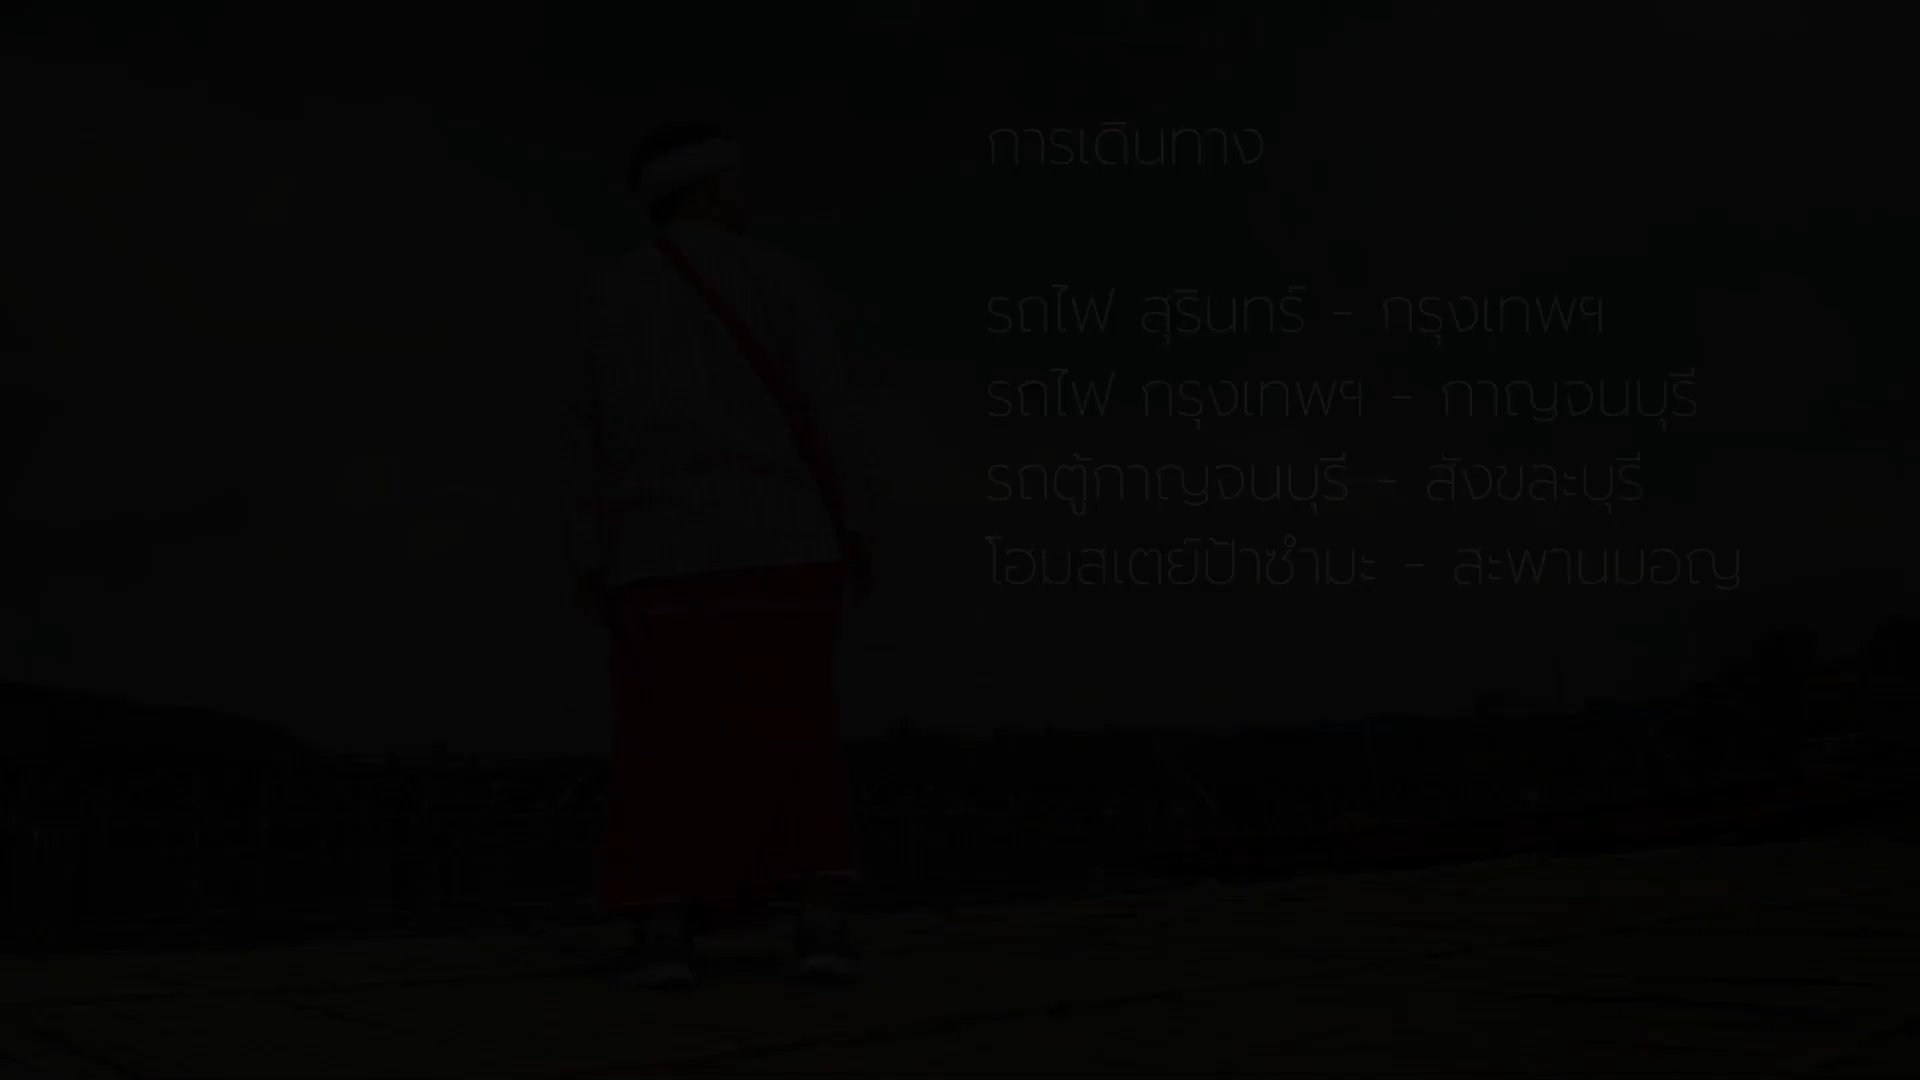 การเดินทาง
รถไฟ สุรินทร์ - กรุงเทพฯ
รถไฟ กรุงเทพฯ - กาญจนบุรี
รถตู้กาญจนบุรี - สังขละบุรี
โฮมสเตย์ป้าชำมะ - สะพานมอญ